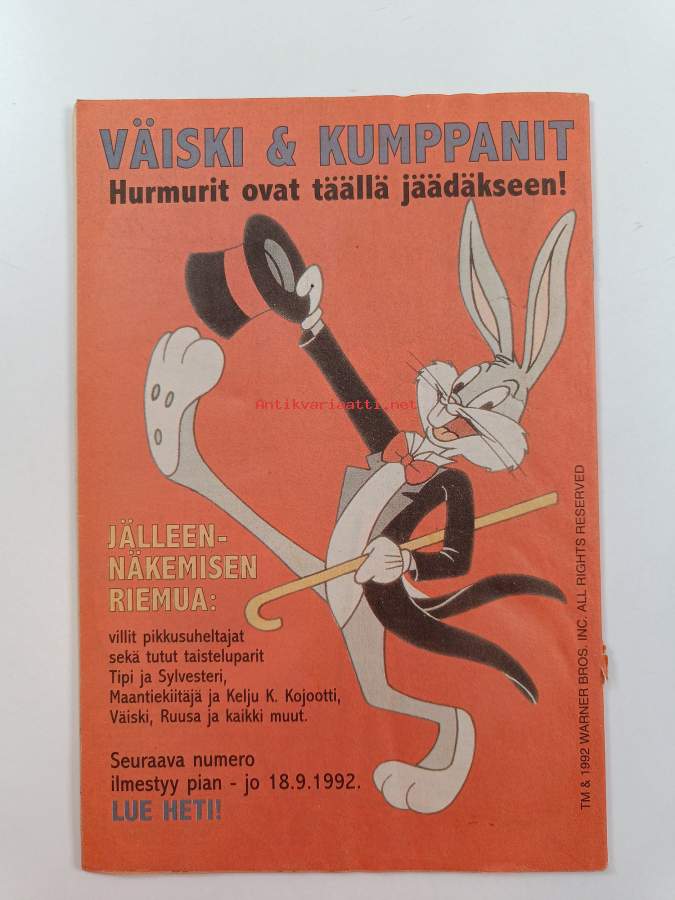 VÄISKI & KUMPPANIT
Hurmurit ovat täällä jäädäkseen!
Antikvariaatti.net
JÄLLEEN-
NÄKEMISEN
RIEMUA:
villit pikkusuheltajat
sekä tutut taisteluparit
Tipi ja Sylvesteri,
Maantiekiitäjä ja Kelju K. Kojootti,
Väiski, Ruusa ja kaikki muut.
Seuraava numero
ilmestyy pian - jo 18.9.1992.
LUE HETI!
TM & 1992 WARNER BROS. INC. ALL RIGHTS RESERVED